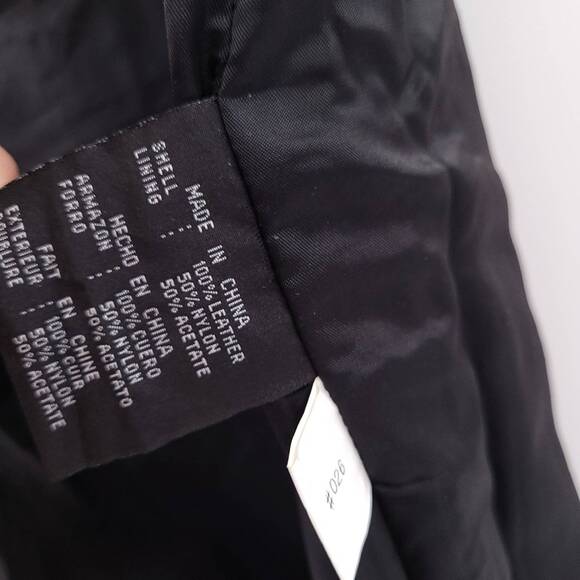 MADE IN CHINA
SHELL : 100% LEATHER
LINING : 50% NYLON
50% ACETATE
HECHO EN CHINA
ARMAZON : 100% CUERO
FORRO : 50% NYLON
50% ACETATO
FAIT EN CHINE
EXTERIEUR : 100% CUIR
50% NYLON
50% ACETATE
#026